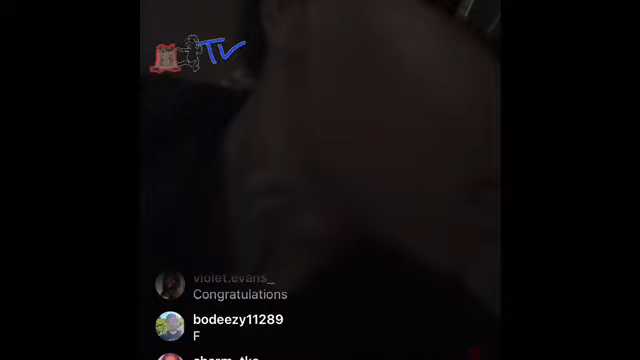 TV
violet.evans_
Congratulations
bodeezy11289
F